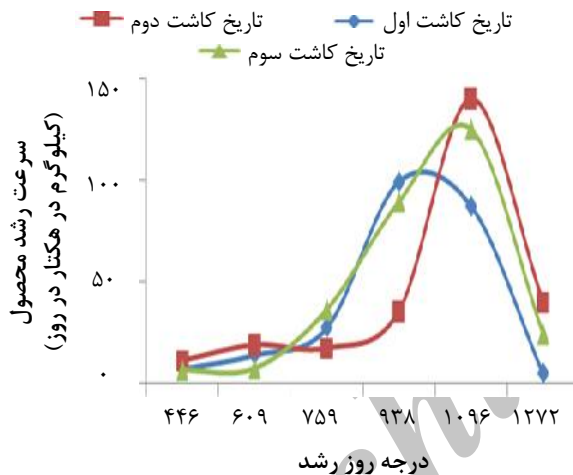 تاریخ کاشت اول
تاریخ کاشت دوم
تاریخ کاشت سوم
سرعت رشد محصول
(کیلوگرم در هکتار در روز)
۱۵۰
۱۰۰
۵۰
۰
۴۴۶ ۶۰۹ ۷۵۹ ۹۳۸ ۱۰۹۶ ۱۲۷۲
درجه روز رشد